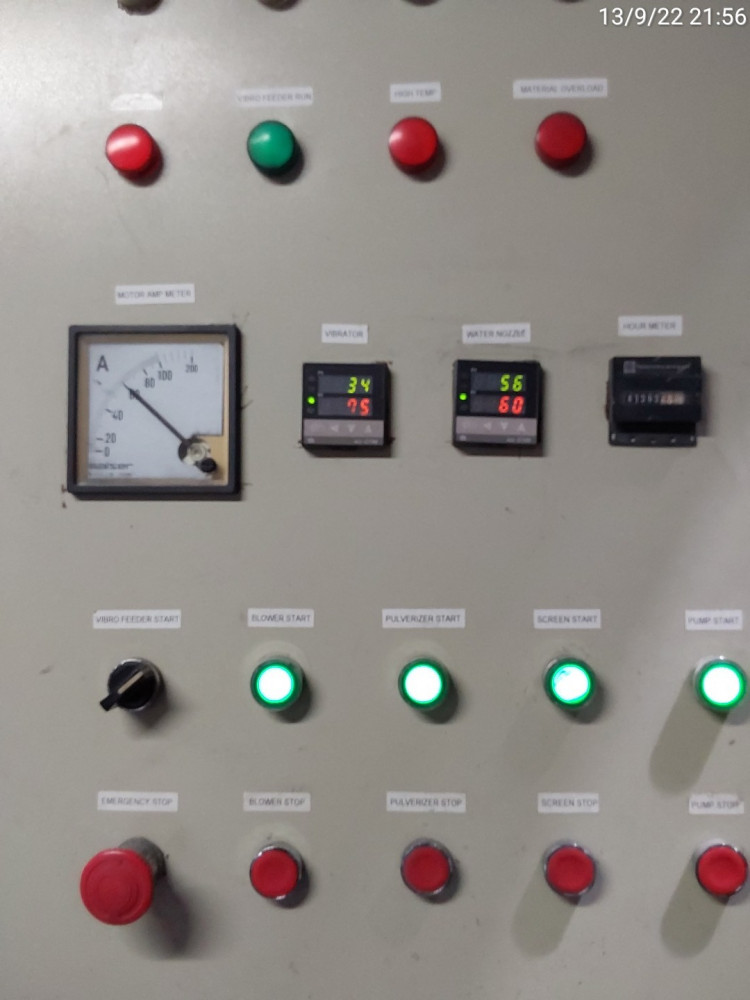 13/9/22 21:56
VIBRO FEEDER RUN
HIGH TEMP
MATERIAL OVERLOAD
MOTOR AMP METER
A
200
100
80
60
40
20
0
VIBRATOR
34
75
WATER NOZZLE
56
60
HOUR METER
VIBRO FEEDER START
BLOWER START
PULVERIZER START
SCREEN START
PUMP START
EMERGENCY STOP
BLOWER STOP
PULVERIZER STOP
SCREEN STOP
PUMP STOP